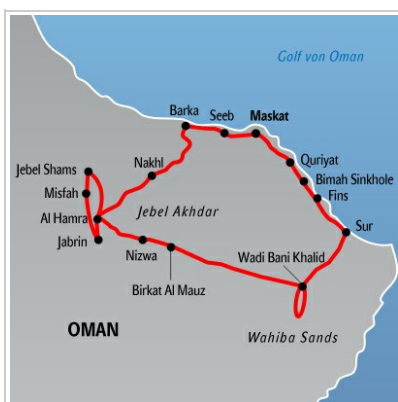 Golf von Oman
Barka
Seeb
Maskat
Quriyat
Nakhl
Jebel Shams
Bimah Sinkhole
Misfah
Fins
Jebel Akhdar
Al Hamra
Sur
Jabrin
Nizwa
Wadi Bani Khalid
Birkat Al Mauz
OMAN
Wahiba Sands